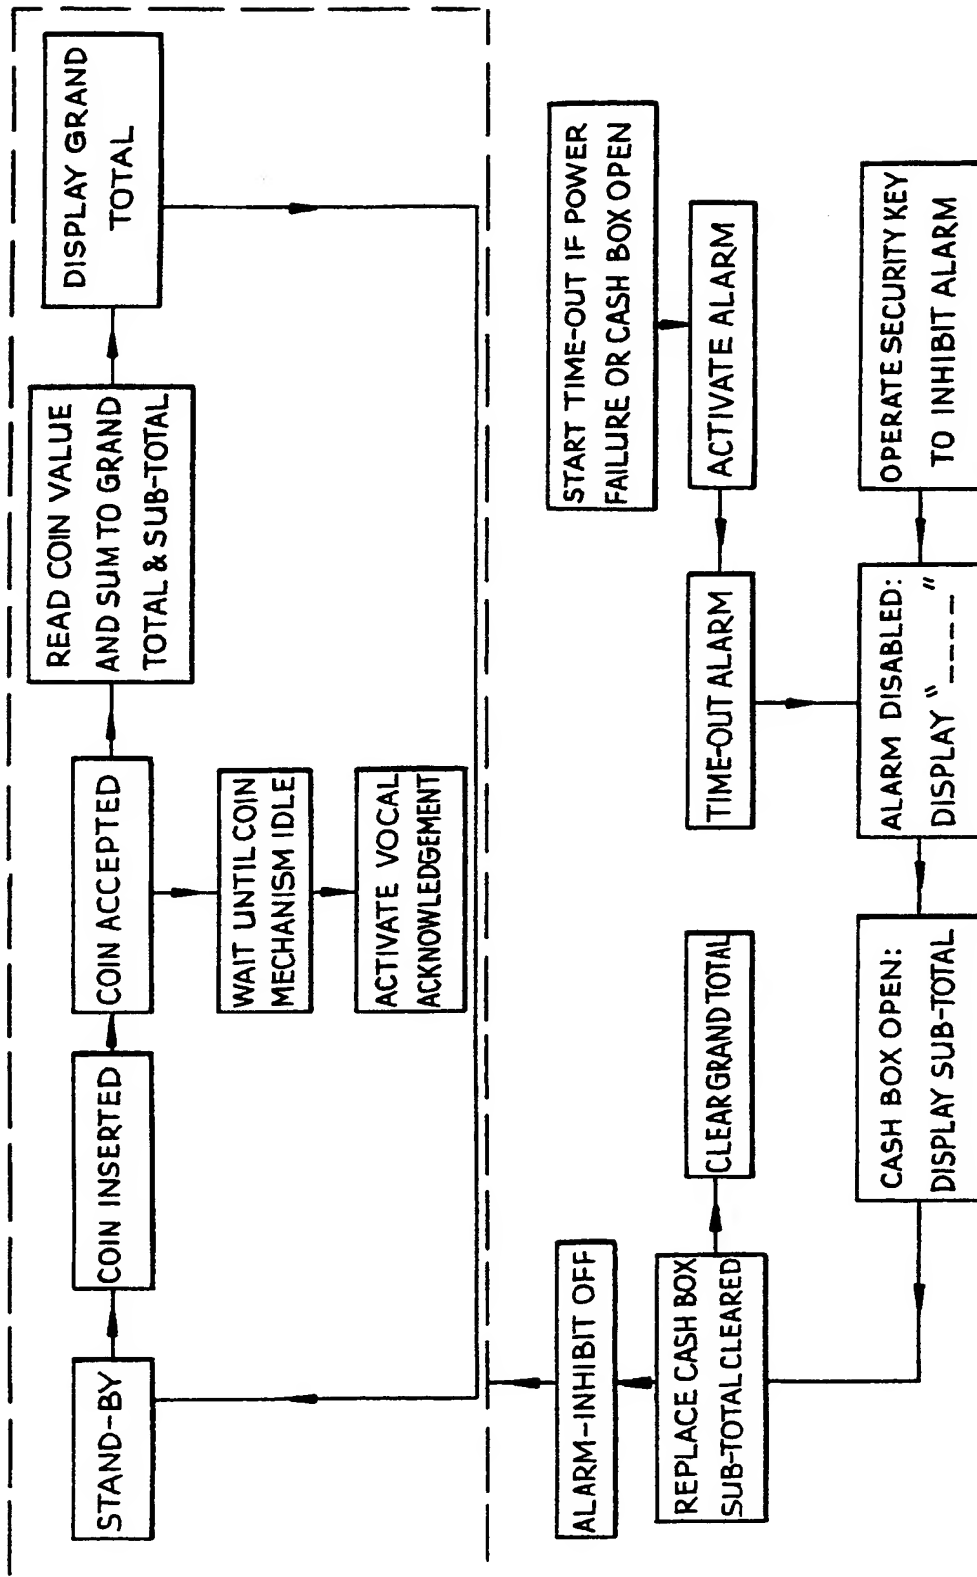 STAND-BY
COIN INSERTED
COIN ACCEPTED
READ COIN VALUE
AND SUM TO GRAND
TOTAL & SUB-TOTAL
DISPLAY GRAND
TOTAL
WAIT UNTIL COIN
MECHANISM IDLE
ACTIVATE VOCAL
ACKNOWLEDGEMENT
START TIME-OUT IF POWER
FAILURE OR CASH BOX OPEN
ALARM-INHIBIT OFF
REPLACE CASH BOX
SUB-TOTAL CLEARED
CLEAR GRAND TOTAL
TIME-OUT ALARM
ACTIVATE ALARM
CASH BOX OPEN:
DISPLAY SUB-TOTAL
ALARM DISABLED:
DISPLAY "____"
OPERATE SECURITY KEY
TO INHIBIT ALARM